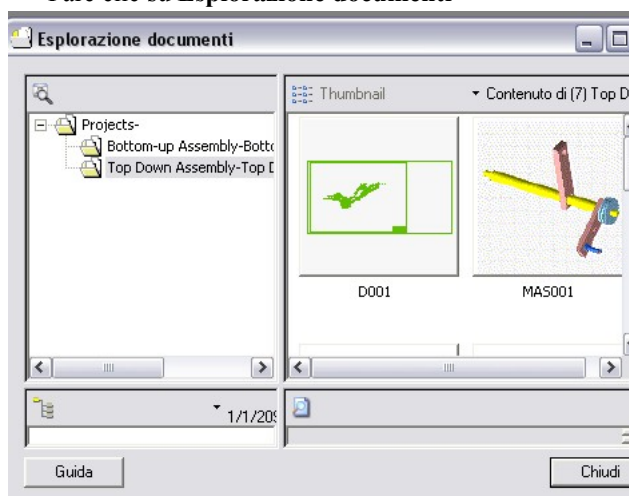 Fare clic su Esplorazione documenti
Esplorazione documenti
Thumbnail
Contenuto di (7) Top D
Projects-
Bottom-up Assembly-Botto
Top Down Assembly-Top D
D001
MAS001
1/1/209
Guida
Chiudi